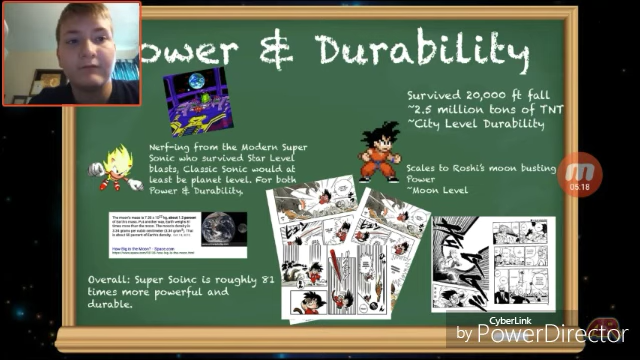 ower & Durability
Survived 20,000 ft fall
~2.5 million tons of TNT
~City Level Durability
Nerf-ing from the Modern Super
Sonic who survived Star Level
blasts, Classic Sonic would at
least be planet level. For both
Power & Durability,
Scales to Roshi's moon busting
Power
~Moon Level
05:18
How Big Is the Moon? - Space.com
Overall: Super Soinc is roughly 81
times more powerful and
durable.
CyberLink
by PowerDirector